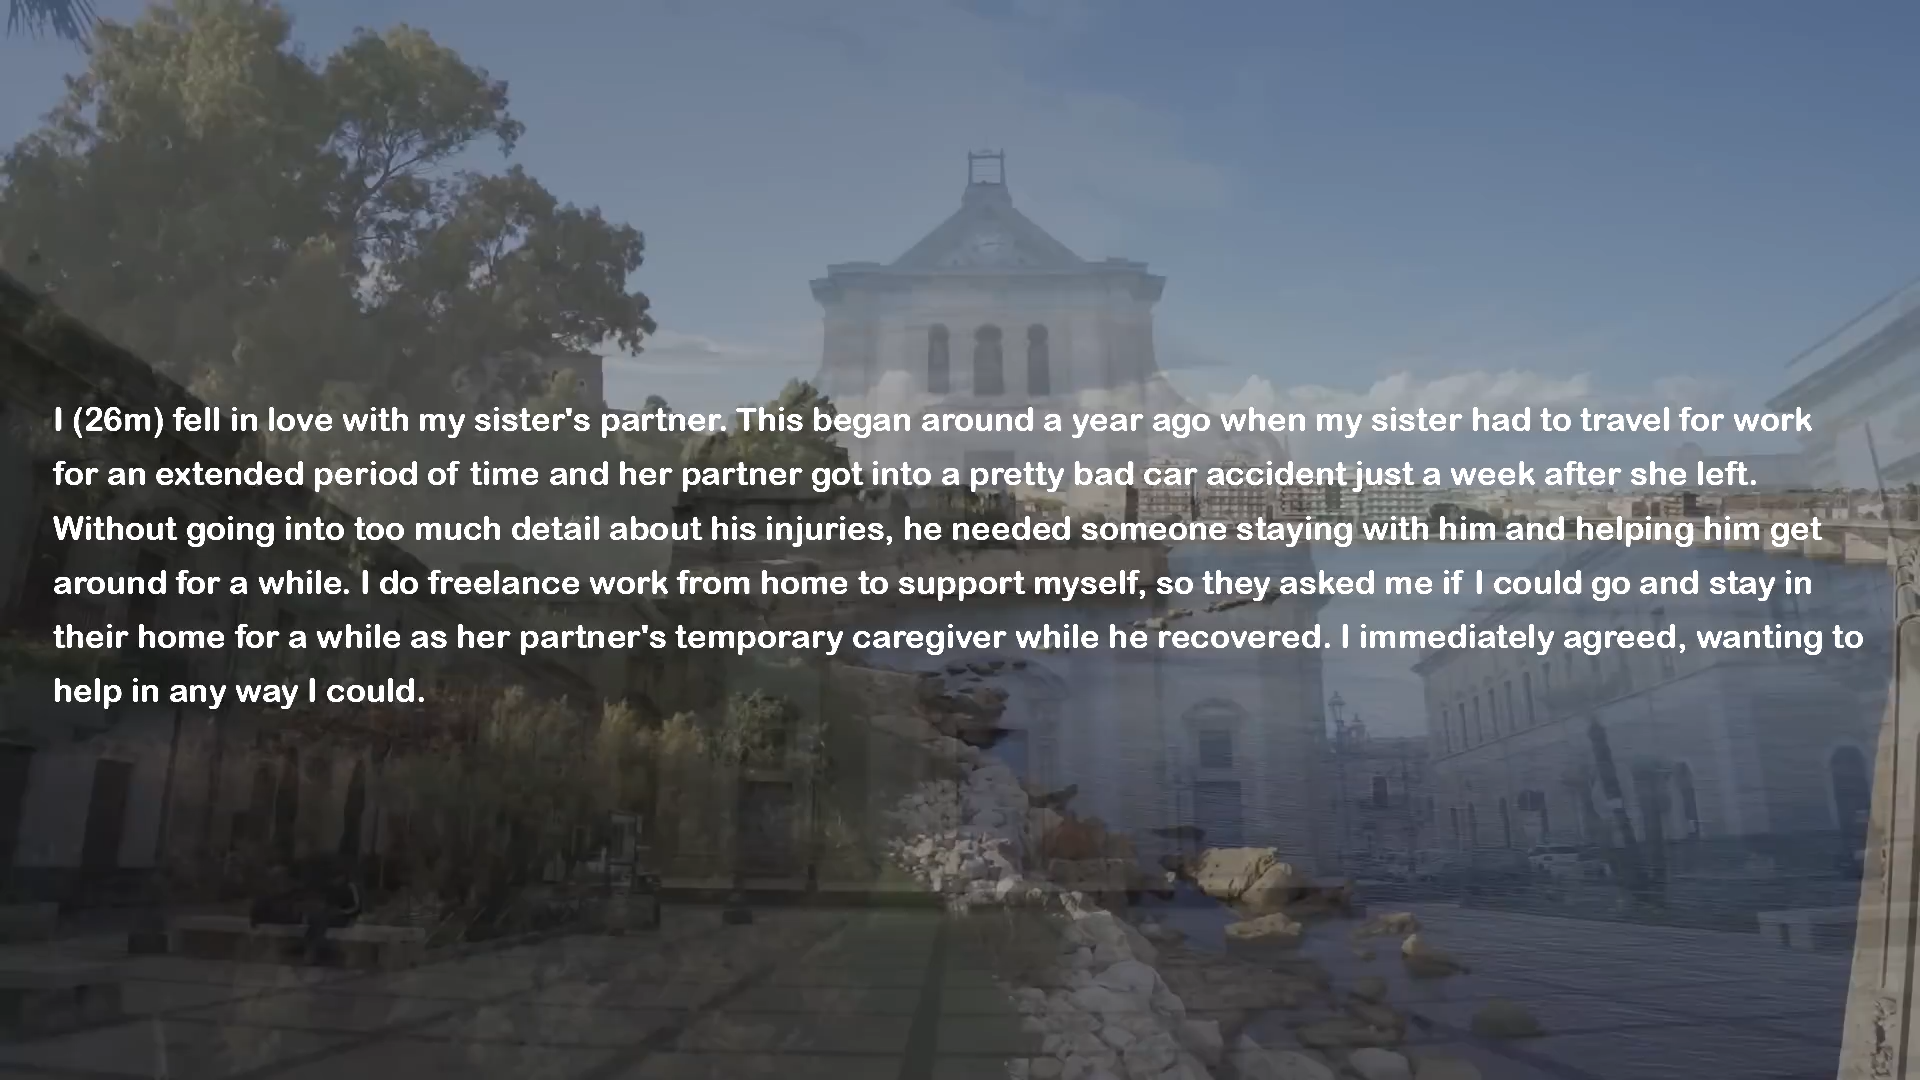 I (26m) fell in love with my sister's partner. This began around a year ago when my sister had to travel for work
for an extended period of time and her partner got into a pretty bad car accident just a week after she left.
Without going into too much detail about his injuries, he needed someone staying with him and helping him get
around for a while. I do freelance work from home to support myself, so they asked me if I could go and stay in
their home for a while as her partner's temporary caregiver while he recovered. I immediately agreed, wanting to
help in any way I could.